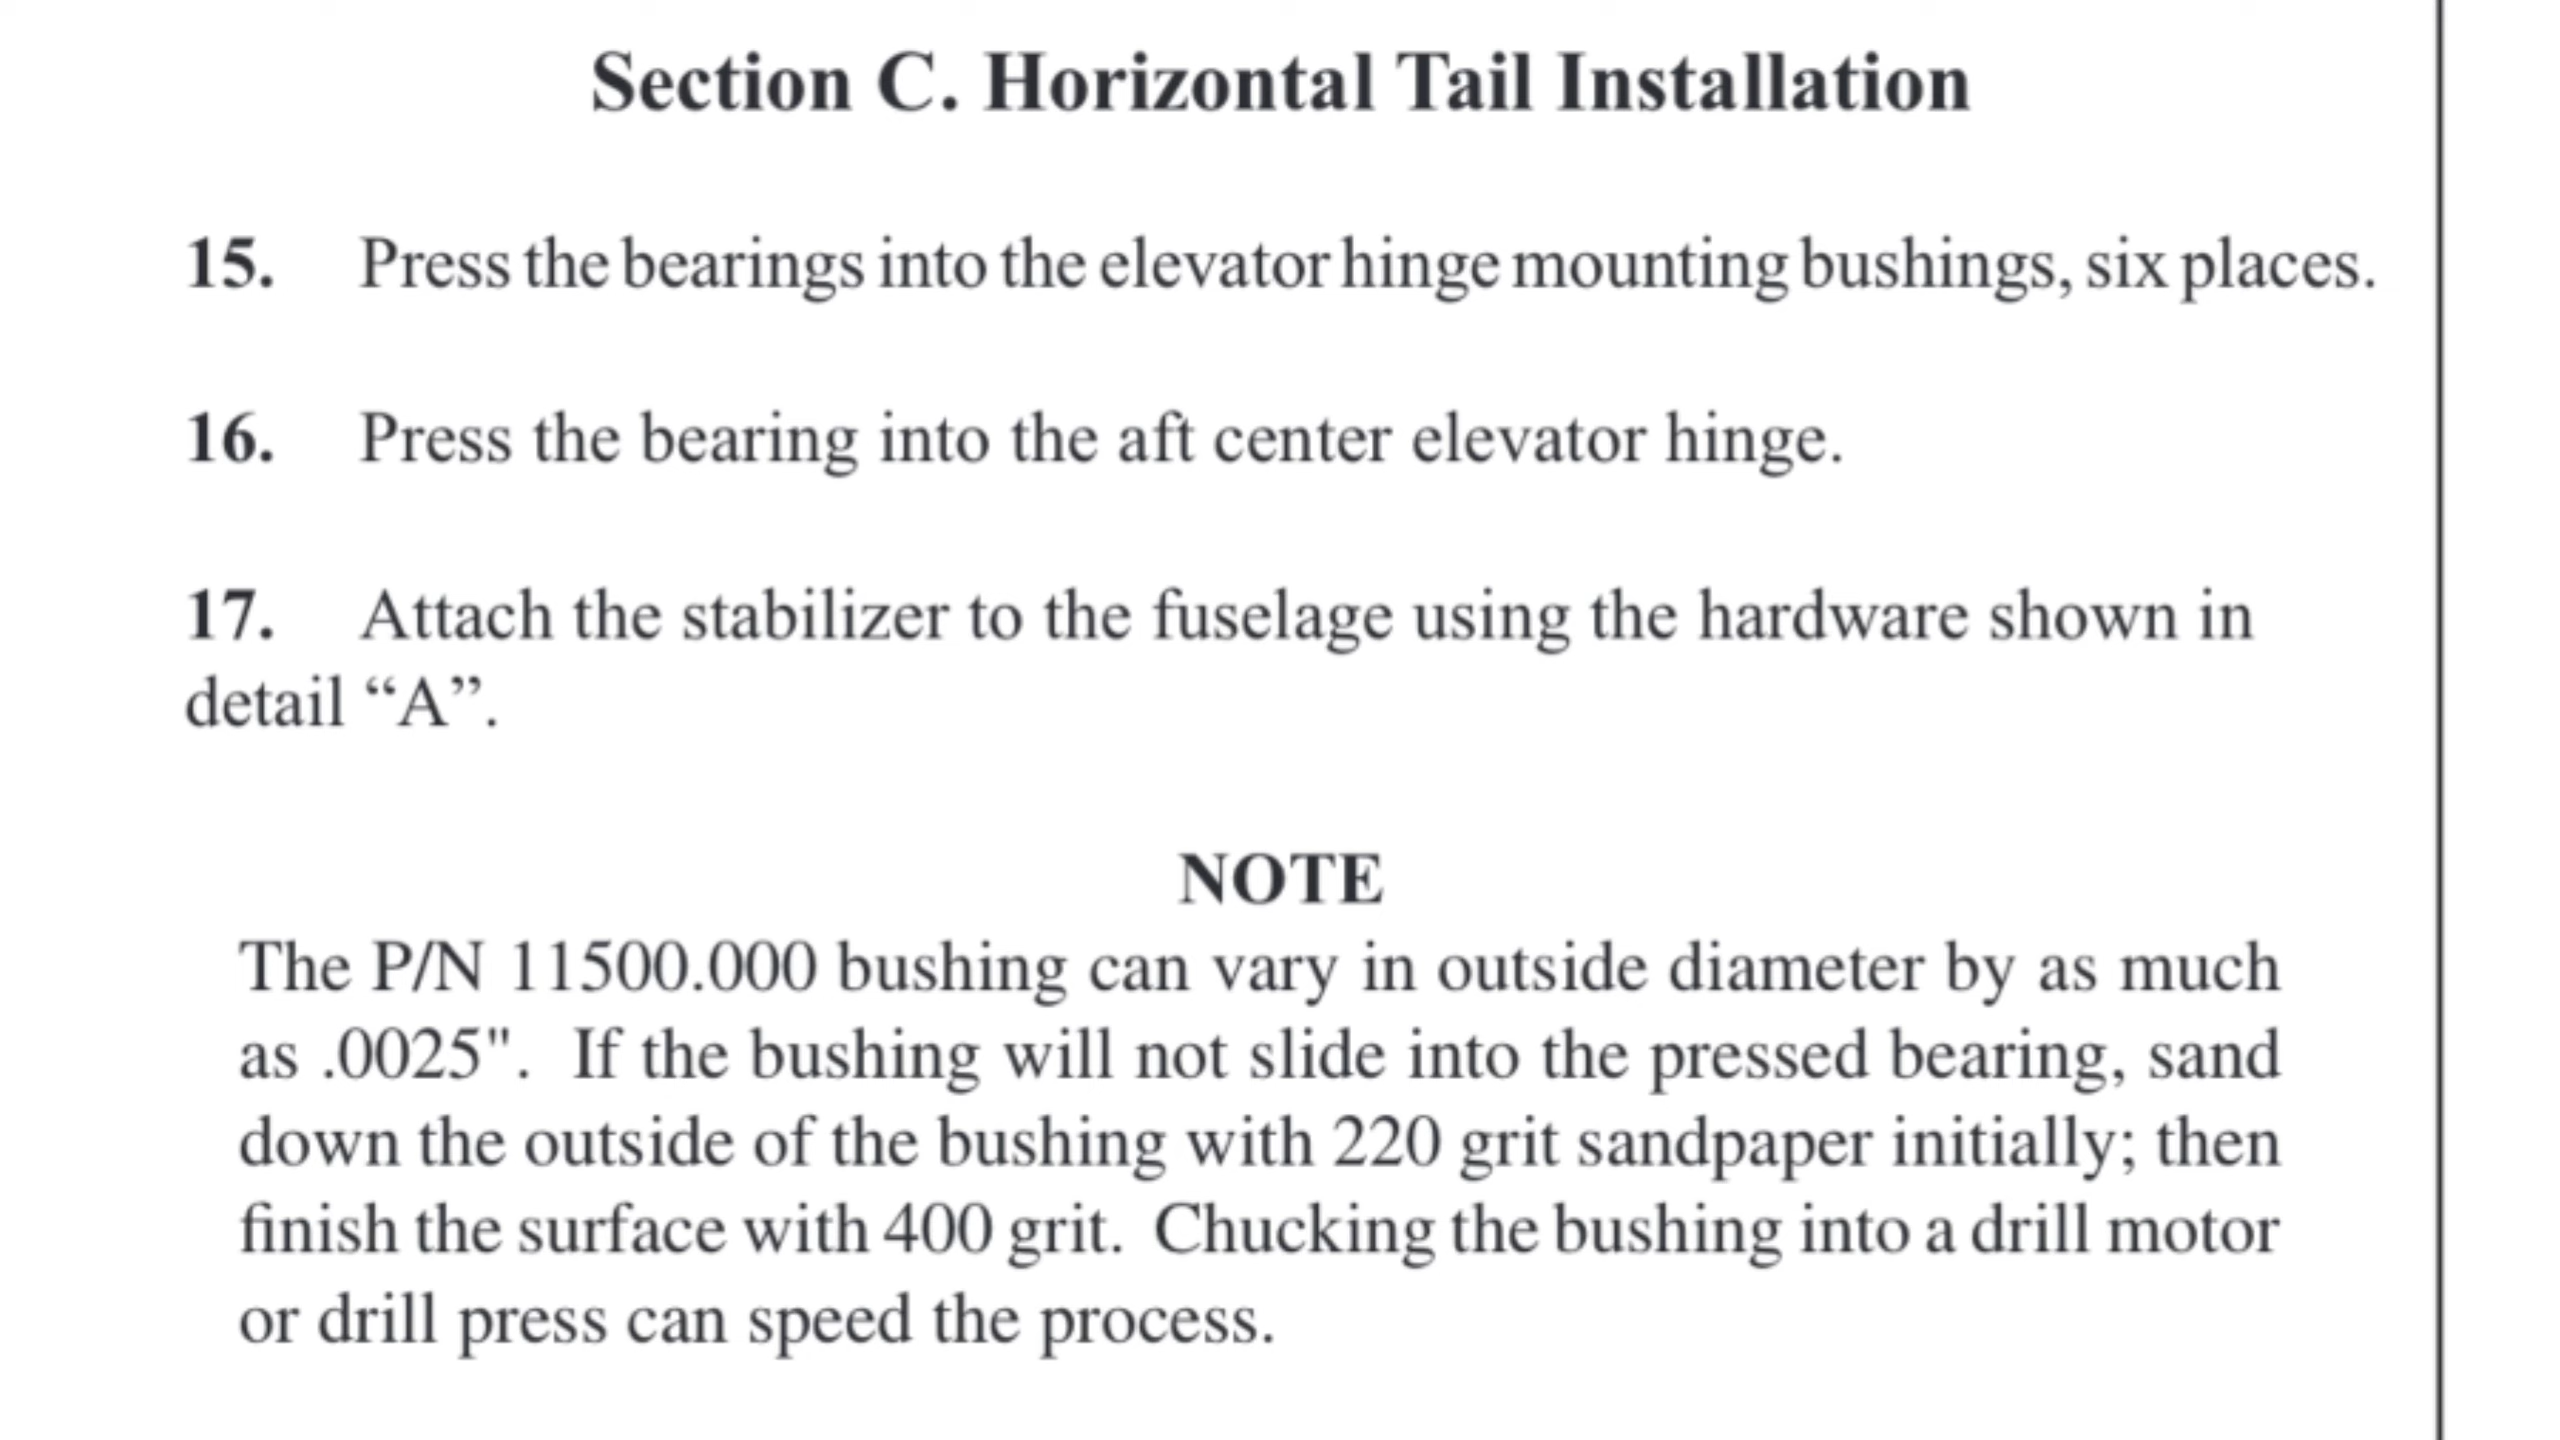 Section C. Horizontal Tail Installation
15. Press the bearings into the elevator hinge mounting bushings, six places.
16. Press the bearing into the aft center elevator hinge.
17. Attach the stabilizer to the fuselage using the hardware shown in
detail “A”.
NOTE
The P/N 11500.000 bushing can vary in outside diameter by as much
as .0025". If the bushing will not slide into the pressed bearing, sand
down the outside of the bushing with 220 grit sandpaper initially; then
finish the surface with 400 grit. Chucking the bushing into a drill motor
or drill press can speed the process.